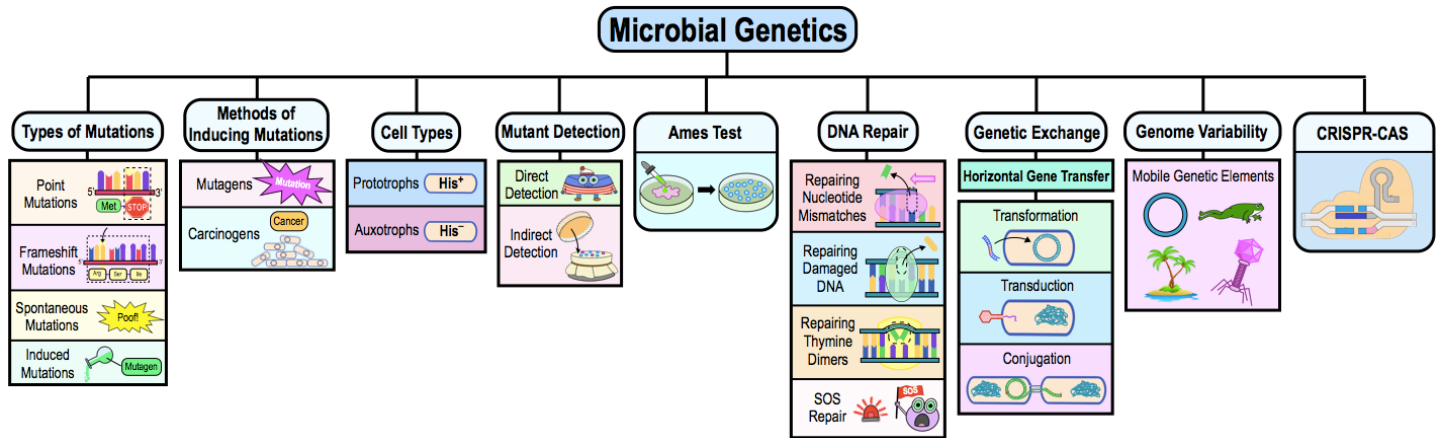 Microbial Genetics
Types of Mutations
Point
Mutations
5'
3'
Met
STOP
Frameshift
Mutations
5'
3'
Arg
Ser
Ile
Spontaneous
Mutations
Poof!
Induced
Mutations
Mutagen
Methods of
Inducing Mutations
Mutagens
Mutation
Carcinogens
Cancer
Cell Types
Prototrophs
His⁺
Auxotrophs
His⁻
Mutant Detection
Direct
Detection
Indirect
Detection
Ames Test
DNA Repair
Repairing
Nucleotide
Mismatches
Repairing
Damaged
DNA
Repairing
Thymine
Dimers
SOS
Repair
SOS
Genetic Exchange
Horizontal Gene Transfer
Transformation
Transduction
Conjugation
Genome Variability
Mobile Genetic Elements
CRISPR-CAS